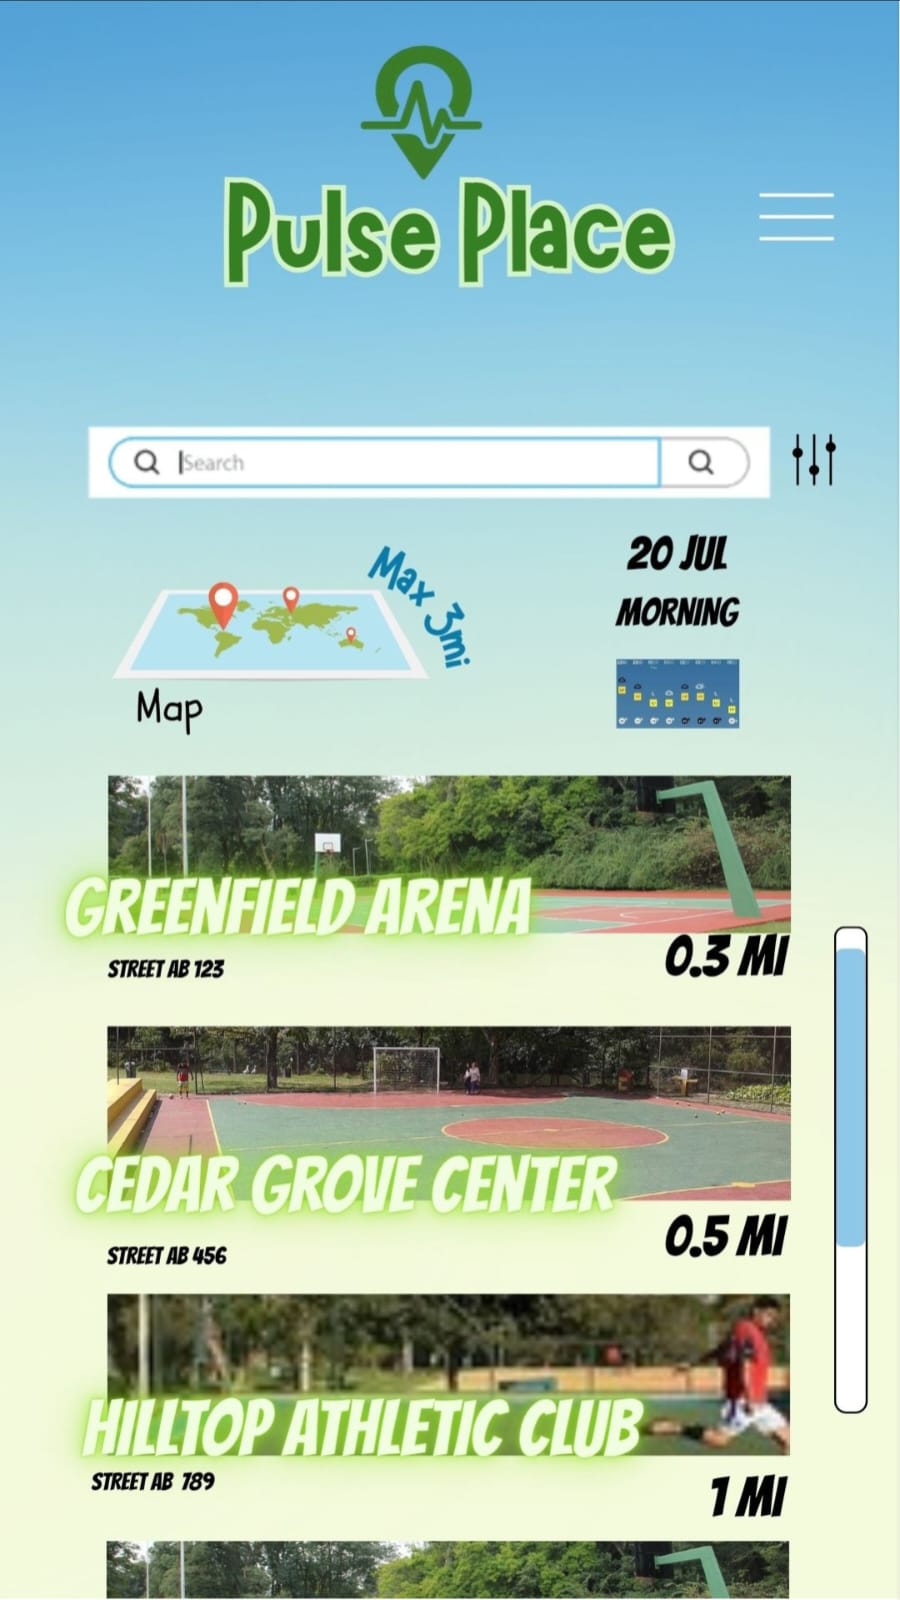 Pulse Place
Search
Max 3mi
20 JUL
MORNING
Map
GREENFIELD ARENA
STREET AB 123
0.3 MI
CEDAR GROVE CENTER
STREET AB 456
0.5 MI
HILLTOP ATHLETIC CLUB
STREET AB 789
1 MI